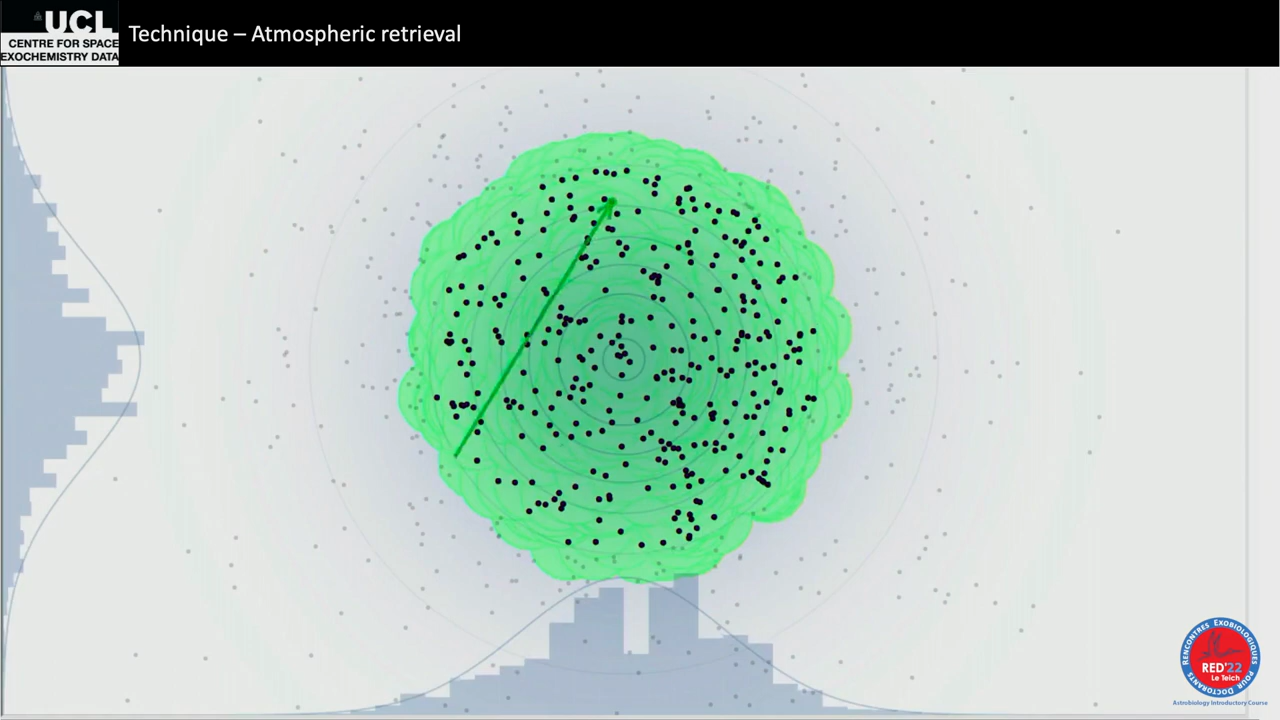 UCL
CENTRE FOR SPACE
EXOCHEMISTRY DATA
Technique – Atmospheric retrieval
RENCONTRES EXOBIOLOGIQUES POUR DOCTORANTS
RED'22
Le Teich
Astrobiology Introductory Course